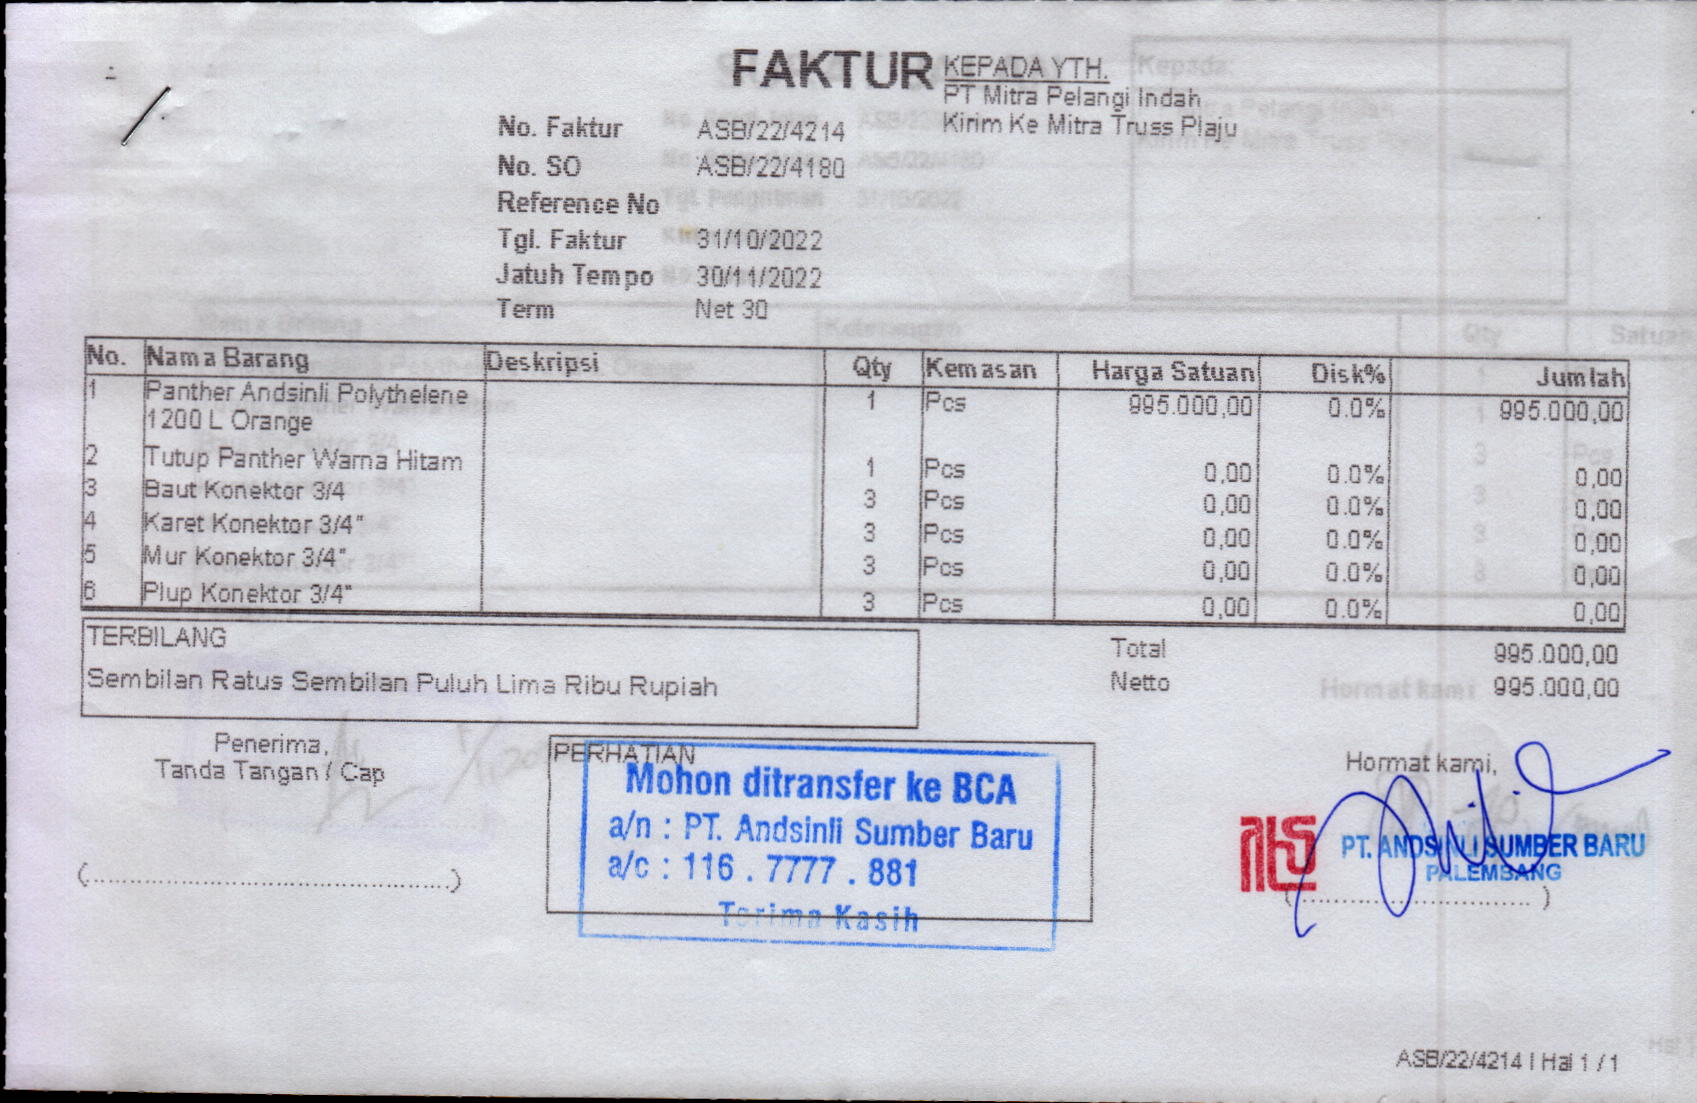 FAKTUR
KEPADA YTH.
PT Mitra Pelangi Indah
Kirim Ke Mitra Truss Plaju
No. Faktur ASB/22/4214
No. SO ASB/22/4180
Reference No
Tgl. Faktur 31/10/2022
Jatuh Tempo 30/11/2022
Term Net 30
No. Nama Barang Deskripsi Qty Kemasan Harga Satuan Disk% Jumlah
1 Panther Andsinli Polythelene 1 Pcs 995.000,00 0.0% 995.000,00
1200 L Orange
2 Tutup Panther Warna Hitam 1 Pcs 0,00 0.0% 0,00
3 Baut Konektor 3/4 3 Pcs 0,00 0.0% 0,00
4 Karet Konektor 3/4" 3 Pcs 0,00 0.0% 0,00
5 Mur Konektor 3/4" 3 Pcs 0,00 0.0% 0,00
6 Plup Konektor 3/4" 3 Pcs 0,00 0.0% 0,00
TERBILANG
Sembilan Ratus Sembilan Puluh Lima Ribu Rupiah
Total 995.000,00
Netto 995.000,00
Penerima,
Tanda Tangan / Cap
(..............................................)
PERHATIAN
Mohon ditransfer ke BCA
a/n : PT. Andsinli Sumber Baru
a/c : 116 . 7777 . 881
Terima Kasih
Hormat kami,
PT. ANDSINLI SUMBER BARU
PALEMBANG
(..............................)
ASB/22/4214 | Hal 1 / 1